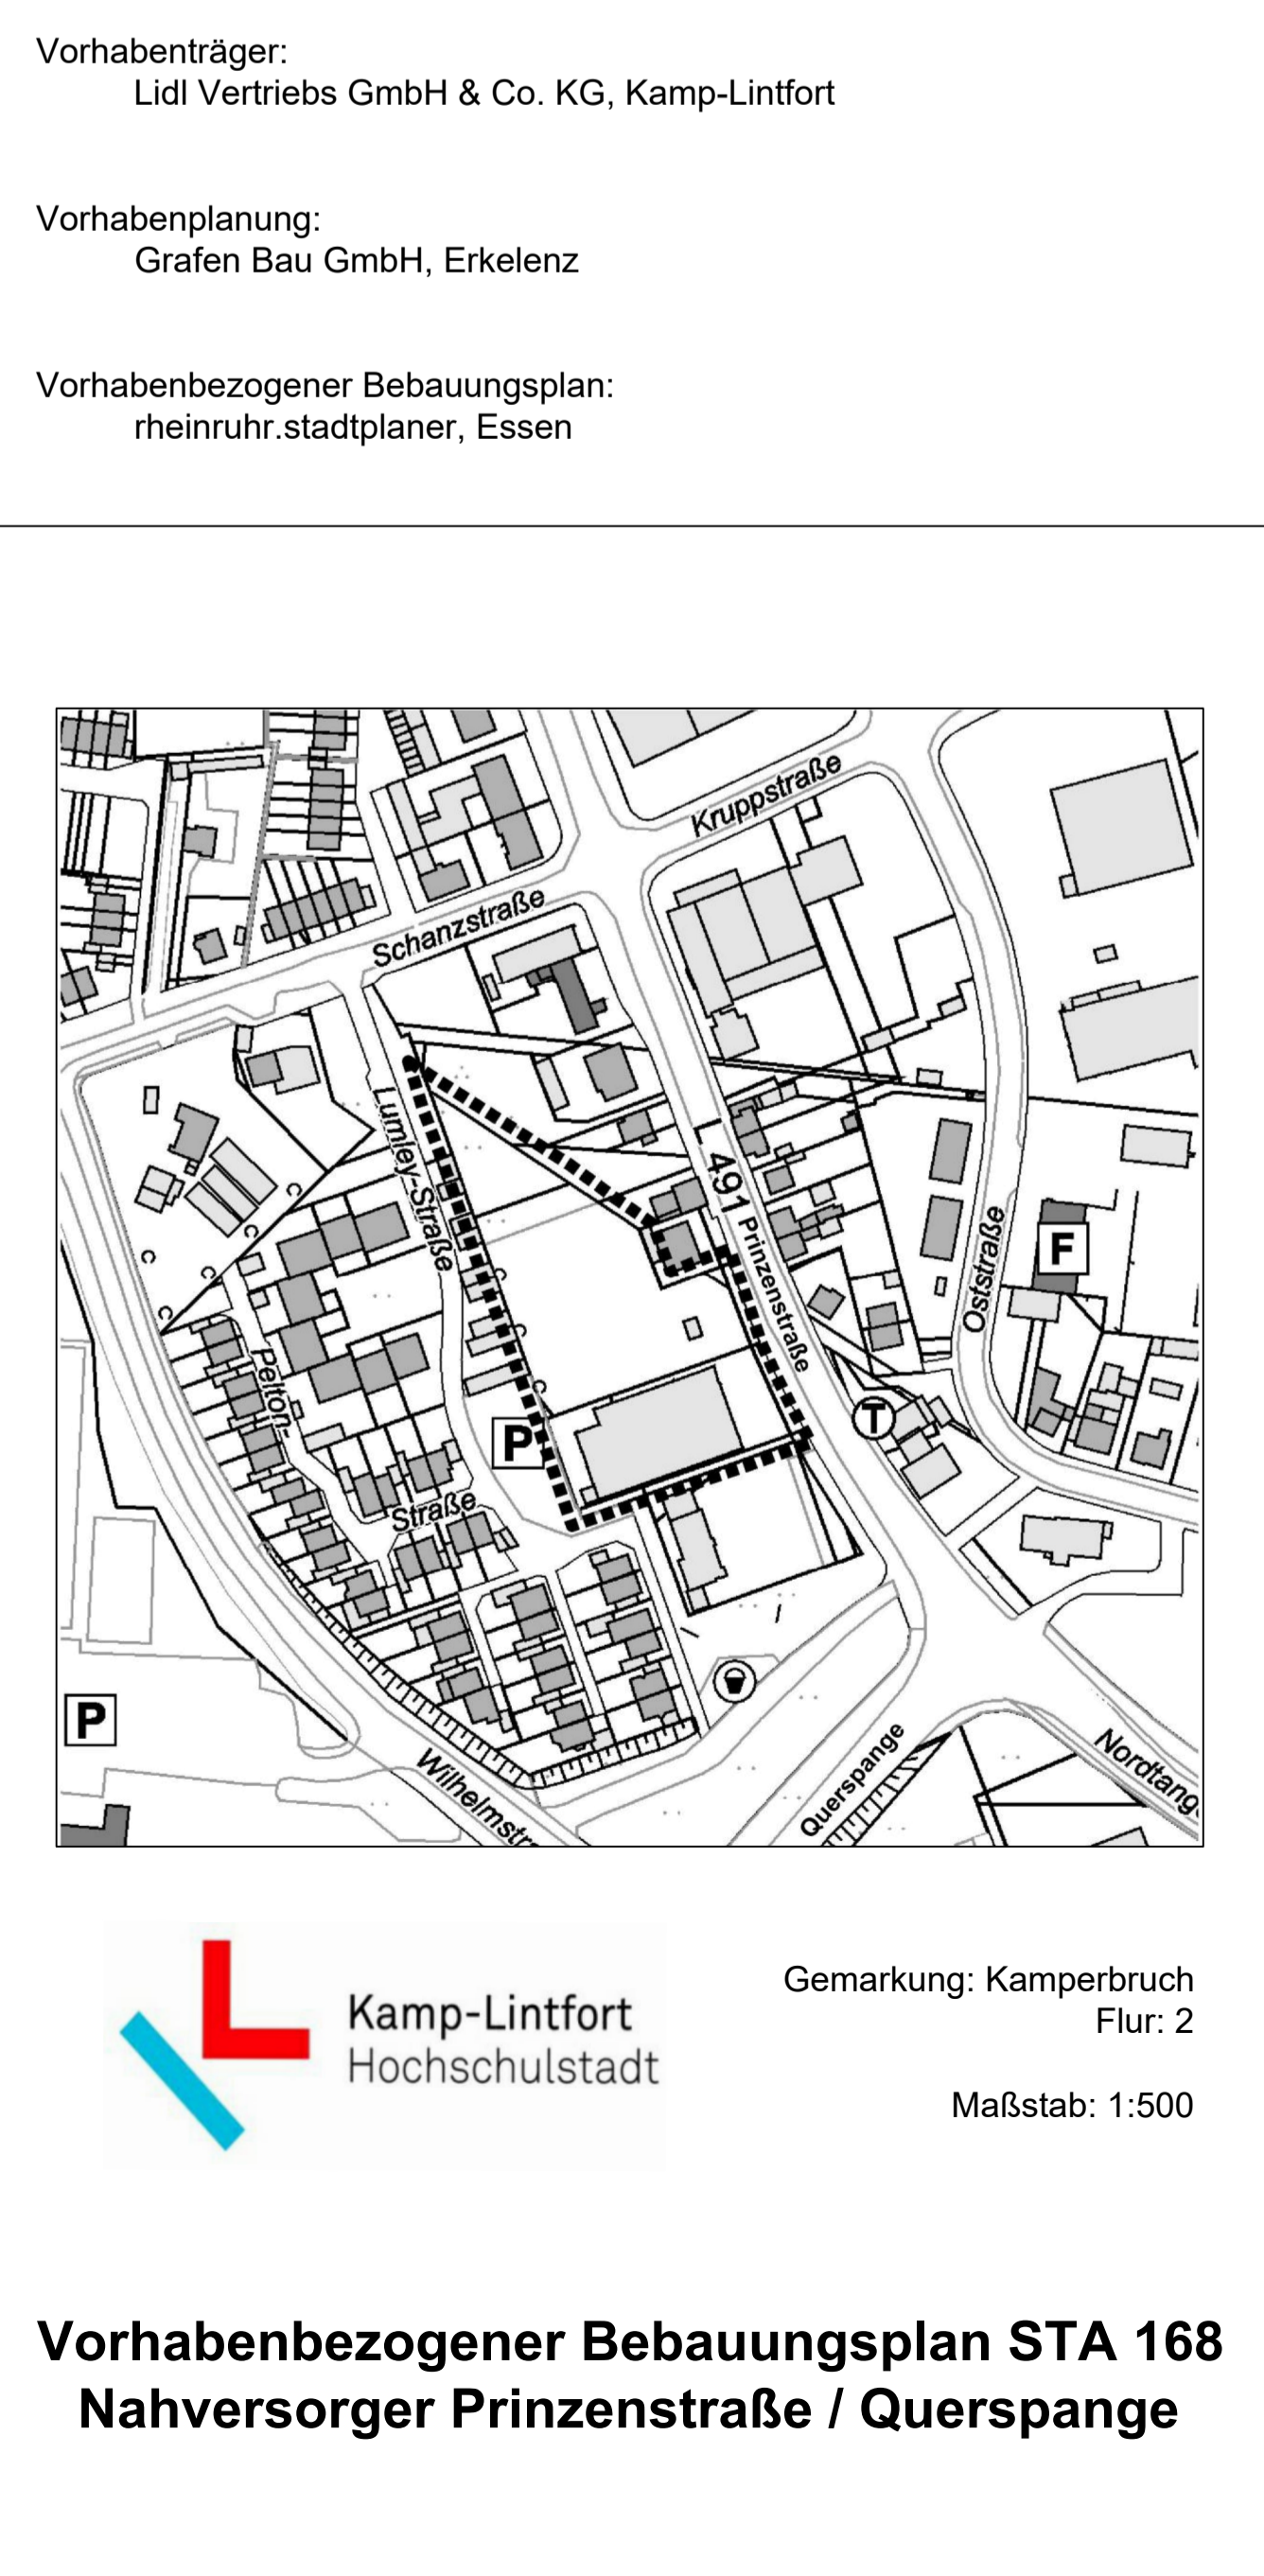 Vorhabenträger:
Lidl Vertriebs GmbH & Co. KG, Kamp-Lintfort
Vorhabenplanung:
Grafen Bau GmbH, Erkelenz
Vorhabenbezogener Bebauungsplan:
rheinruhr.stadtplaner, Essen
Kruppstraße
Schanzstraße
Lumley-Straße
L 491 Prinzenstraße
Oststraße
F
Pelton-
Straße
P
T
P
Wilhelmstr
Querspange
Nordtang
Kamp-Lintfort
Hochschulstadt
Gemarkung: Kamperbruch
Flur: 2
Maßstab: 1:500
Vorhabenbezogener Bebauungsplan STA 168
Nahversorger Prinzenstraße / Querspange